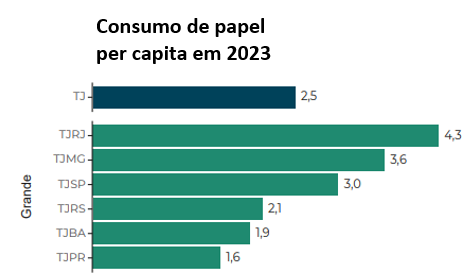 Consumo de papel
per capita em 2023
TJ 2,5
Grande
TJRJ 4,3
TJMG 3,6
TJSP 3,0
TJRS 2,1
TJBA 1,9
TJPR 1,6